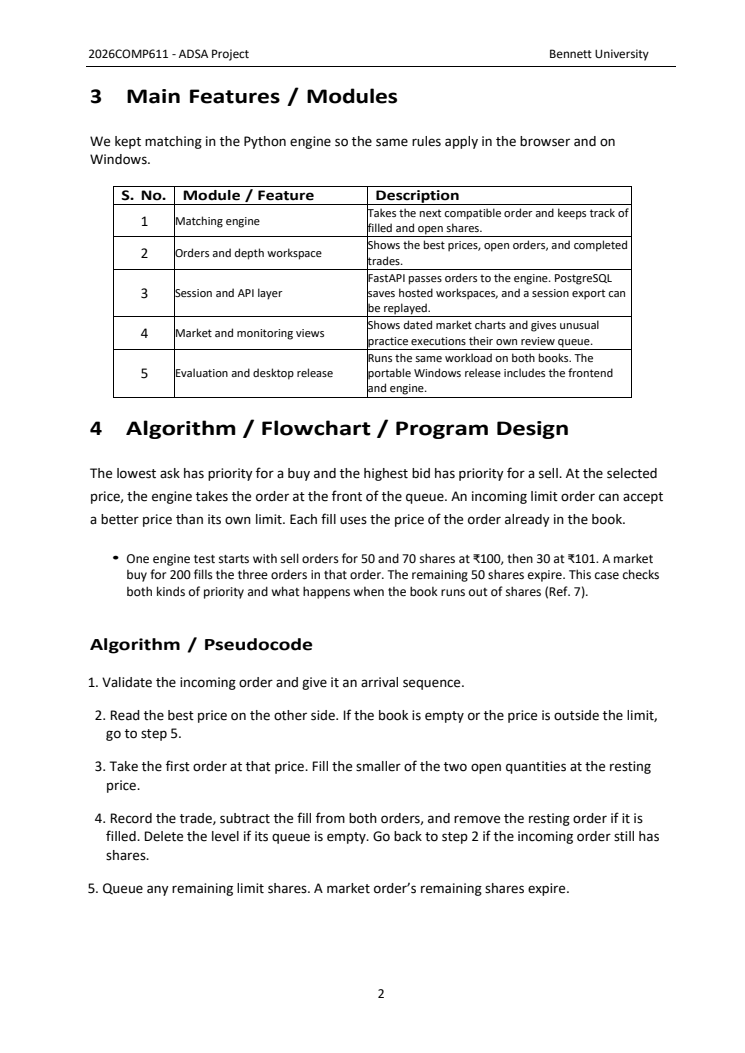 2026COMP611 - ADSA Project Bennett University
3 Main Features / Modules
We kept matching in the Python engine so the same rules apply in the browser and on
Windows.
S. No. Module / Feature Description
1 Matching engine Takes the next compatible order and keeps track of
filled and open shares.
2 Orders and depth workspace Shows the best prices, open orders, and completed
trades.
3 Session and API layer FastAPI passes orders to the engine. PostgreSQL
saves hosted workspaces, and a session export can
be replayed.
4 Market and monitoring views Shows dated market charts and gives unusual
practice executions their own review queue.
5 Evaluation and desktop release Runs the same workload on both books. The
portable Windows release includes the frontend
and engine.
4 Algorithm / Flowchart / Program Design
The lowest ask has priority for a buy and the highest bid has priority for a sell. At the selected
price, the engine takes the order at the front of the queue. An incoming limit order can accept
a better price than its own limit. Each fill uses the price of the order already in the book.
• One engine test starts with sell orders for 50 and 70 shares at ₹100, then 30 at ₹101. A market
buy for 200 fills the three orders in that order. The remaining 50 shares expire. This case checks
both kinds of priority and what happens when the book runs out of shares (Ref. 7).
Algorithm / Pseudocode
1. Validate the incoming order and give it an arrival sequence.
2. Read the best price on the other side. If the book is empty or the price is outside the limit,
go to step 5.
3. Take the first order at that price. Fill the smaller of the two open quantities at the resting
price.
4. Record the trade, subtract the fill from both orders, and remove the resting order if it is
filled. Delete the level if its queue is empty. Go back to step 2 if the incoming order still has
shares.
5. Queue any remaining limit shares. A market order’s remaining shares expire.
2